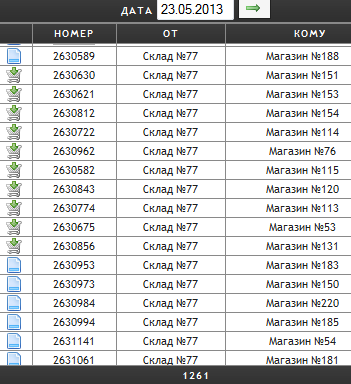 ДАТА 23.05.2013
НОМЕР ОТ КОМУ
2630589 Склад №77 Магазин №188
2630630 Склад №77 Магазин №151
2630621 Склад №77 Магазин №153
2630812 Склад №77 Магазин №154
2630722 Склад №77 Магазин №114
2630962 Склад №77 Магазин №76
2630582 Склад №77 Магазин №115
2630843 Склад №77 Магазин №120
2630774 Склад №77 Магазин №113
2630675 Склад №77 Магазин №53
2630856 Склад №77 Магазин №131
2630953 Склад №77 Магазин №183
2630973 Склад №77 Магазин №150
2630984 Склад №77 Магазин №220
2630994 Склад №77 Магазин №185
2631141 Склад №77 Магазин №54
2631061 Склад №77 Магазин №181
1261